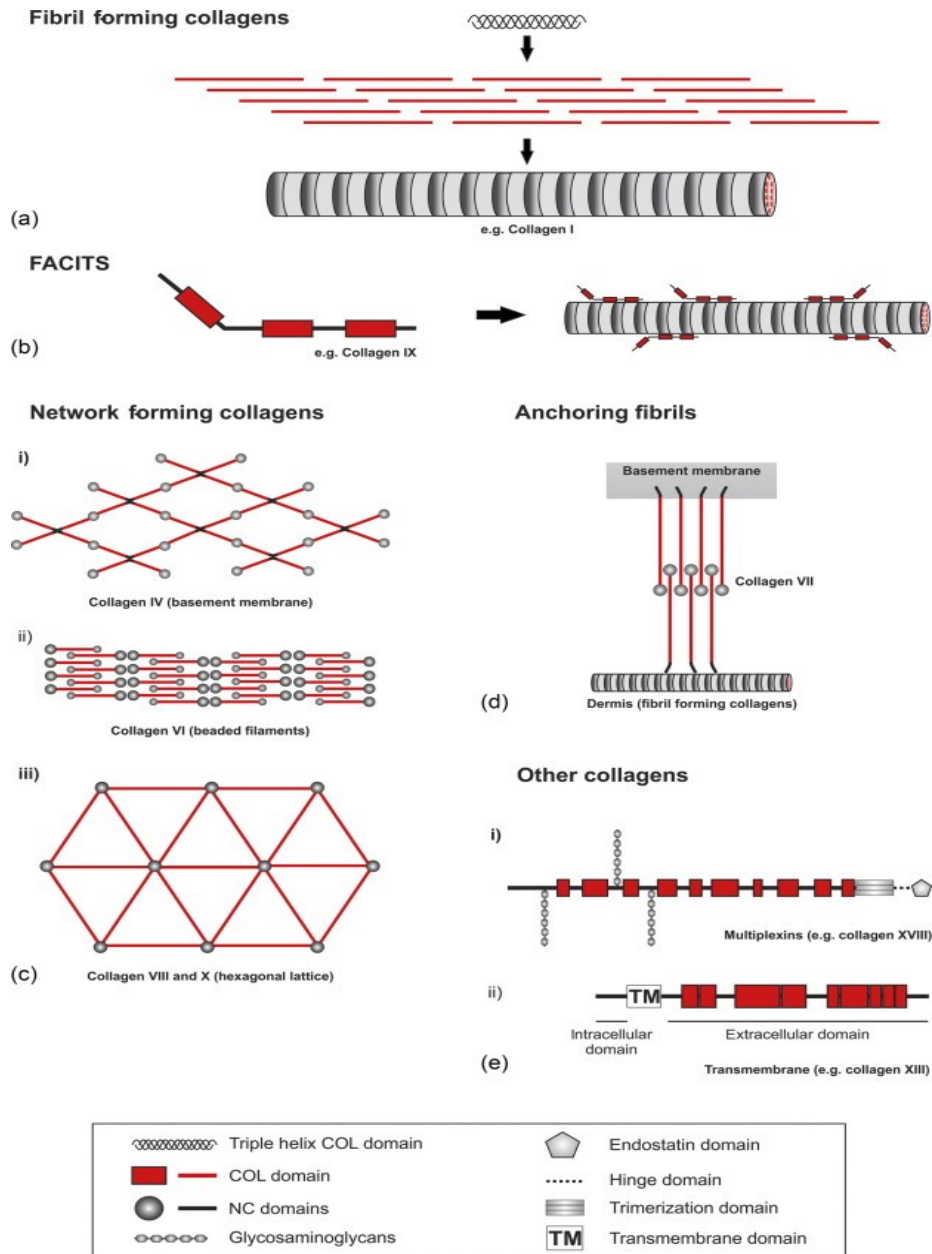 Fibril forming collagens
(a)
e.g. Collagen I
FACITS
(b)
e.g. Collagen IX
Network forming collagens
i)
Collagen IV (basement membrane)
ii)
Collagen VI (beaded filaments)
iii)
(c)
Collagen VIII and X (hexagonal lattice)
Anchoring fibrils
Basement membrane
Collagen VII
(d)
Dermis (fibril forming collagens)
Other collagens
i)
Multiplexins (e.g. collagen XVIII)
ii)
TM
Intracellular
domain
Extracellular domain
(e)
Transmembrane (e.g. collagen XIII)
Triple helix COL domain
COL domain
NC domains
Glycosaminoglycans
Endostatin domain
Hinge domain
Trimerization domain
TM Transmembrane domain